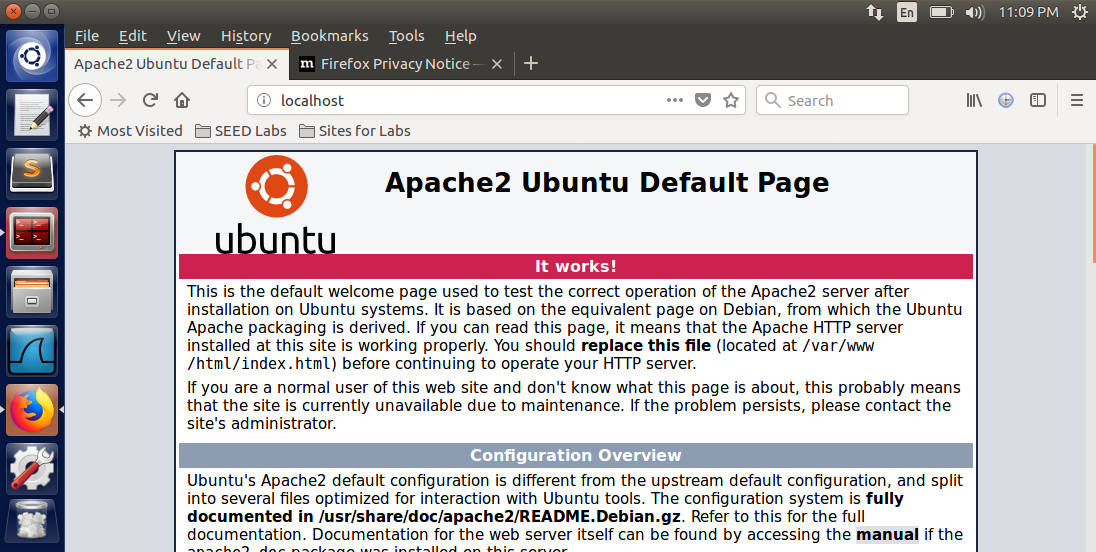 En 11:09 PM
File Edit View History Bookmarks Tools Help
Apache2 Ubuntu Default Pa m Firefox Privacy Notice —
localhost Search
Most Visited SEED Labs Sites for Labs
Apache2 Ubuntu Default Page
ubuntu
It works!
This is the default welcome page used to test the correct operation of the Apache2 server after
installation on Ubuntu systems. It is based on the equivalent page on Debian, from which the Ubuntu
Apache packaging is derived. If you can read this page, it means that the Apache HTTP server
installed at this site is working properly. You should replace this file (located at /var/www
/html/index.html) before continuing to operate your HTTP server.
If you are a normal user of this web site and don't know what this page is about, this probably means
that the site is currently unavailable due to maintenance. If the problem persists, please contact the
site's administrator.
Configuration Overview
Ubuntu's Apache2 default configuration is different from the upstream default configuration, and split
into several files optimized for interaction with Ubuntu tools. The configuration system is fully
documented in /usr/share/doc/apache2/README.Debian.gz. Refer to this for the full
documentation. Documentation for the web server itself can be found by accessing the manual if the
apache2-doc package was installed on this server.